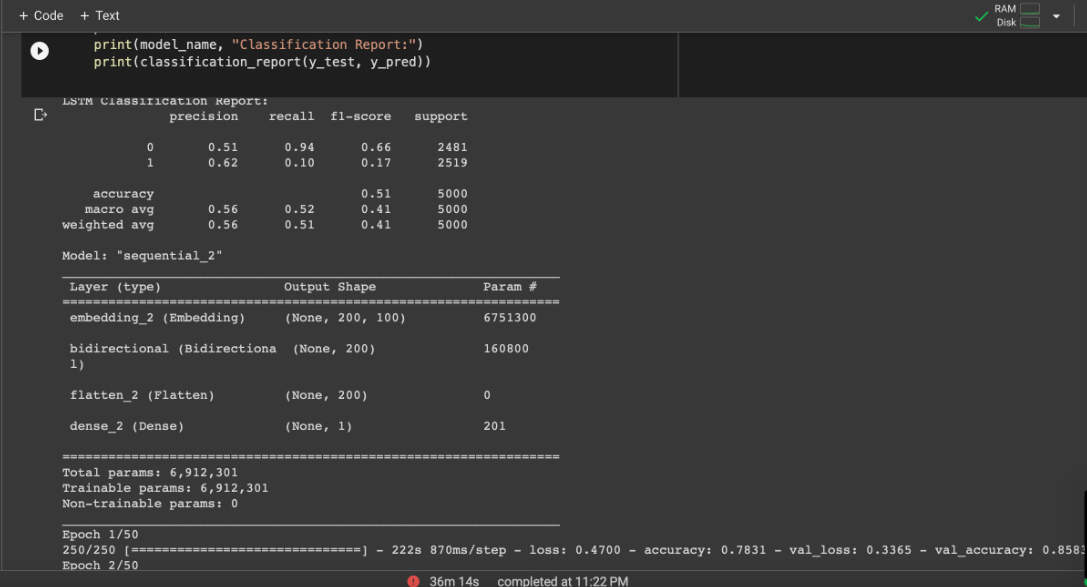 + Code + Text
RAM
Disk
print(model_name, "Classification Report:")
print(classification_report(y_test, y_pred))
LSTM Classification Report:
precision recall f1-score support
0 0.51 0.94 0.66 2481
1 0.62 0.10 0.17 2519
accuracy 0.51 5000
macro avg 0.56 0.52 0.41 5000
weighted avg 0.56 0.51 0.41 5000
Model: "sequential_2"
Layer (type) Output Shape Param #
=================================================================
embedding_2 (Embedding) (None, 200, 100) 6751300
bidirectional (Bidirectiona (None, 200) 160800
l)
flatten_2 (Flatten) (None, 200) 0
dense_2 (Dense) (None, 1) 201
=================================================================
Total params: 6,912,301
Trainable params: 6,912,301
Non-trainable params: 0
Epoch 1/50
250/250 [==============================] - 222s 870ms/step - loss: 0.4700 - accuracy: 0.7831 - val_loss: 0.3365 - val_accuracy: 0.8583
Epoch 2/50
36m 14s completed at 11:22 PM